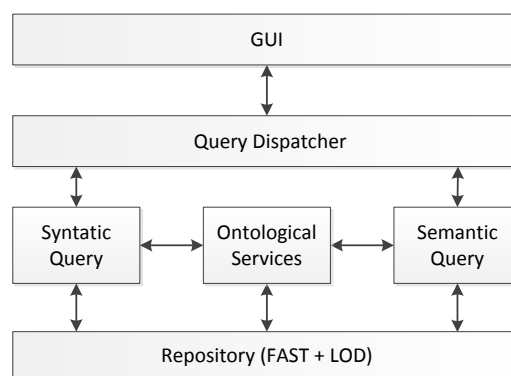 GUI
Query Dispatcher
Syntatic
Query
Ontological
Services
Semantic
Query
Repository (FAST + LOD)